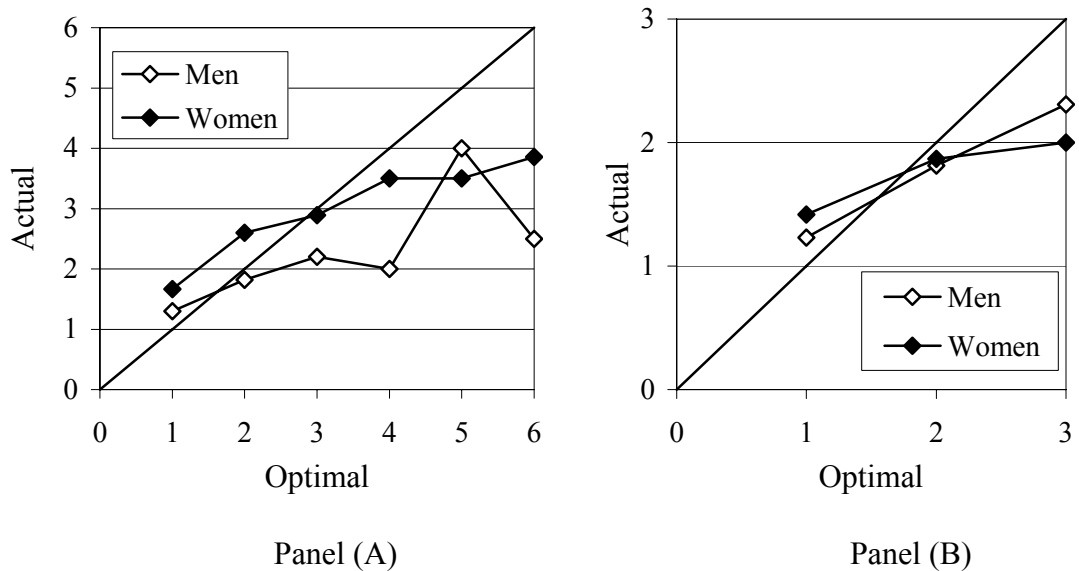 6
5
4
3
2
1
0
Actual
Men
Women
0 1 2 3 4 5 6
Optimal
Panel (A)
3
2
1
0
Actual
Men
Women
0 1 2 3
Optimal
Panel (B)